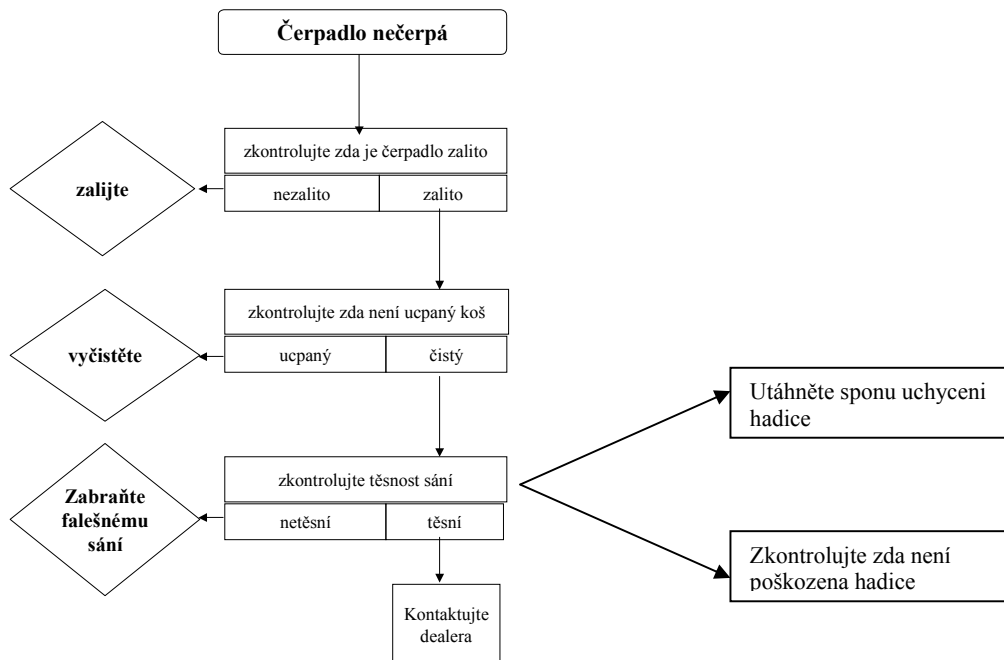 Čerpadlo nečerpá
zkontrolujte zda je čerpadlo zalito
zalijte
nezalito
zalito
zkontrolujte zda není ucpaný koš
vyčistěte
ucpaný
čistý
Utáhněte sponu uchyceni
hadice
zkontrolujte těsnost sání
Zabraňte
falešnému
sání
netěsní
těsní
Zkontrolujte zda není
poškozena hadice
Kontaktujte
dealera